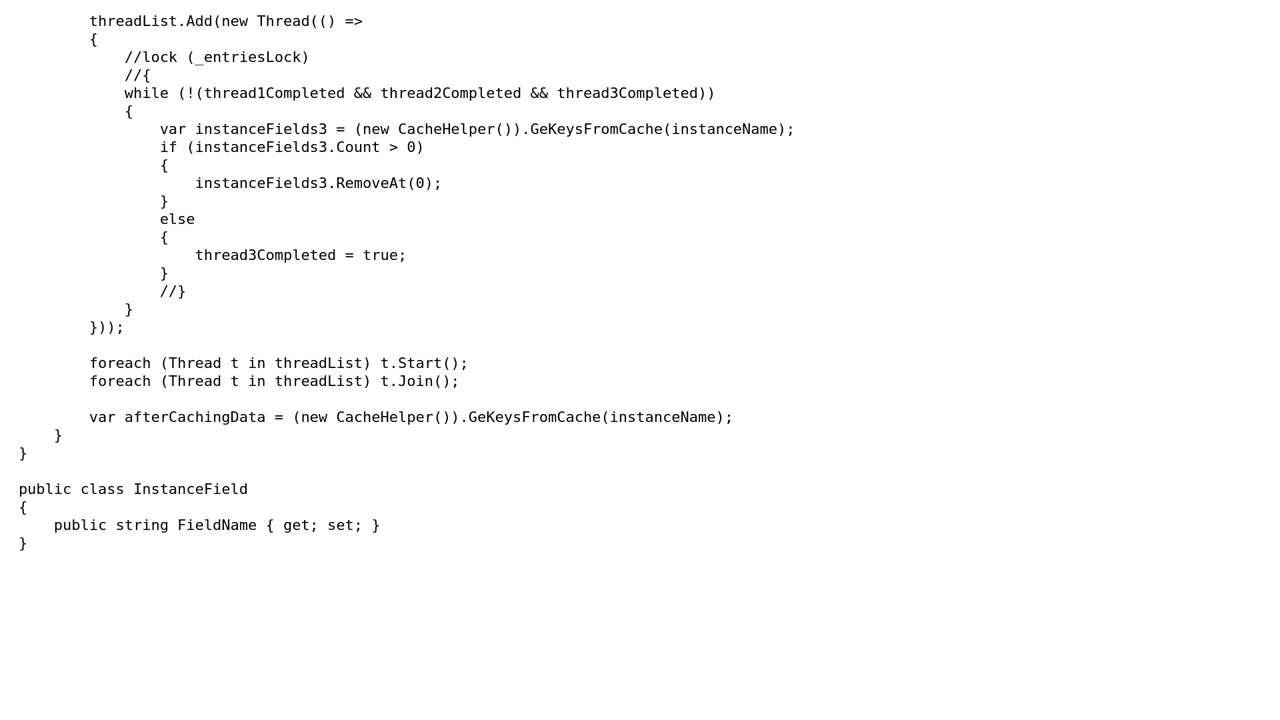 threadList.Add(new Thread(() =>
        {
            //lock (_entriesLock)
            //{
            while (!(thread1Completed && thread2Completed && thread3Completed))
            {
                var instanceFields3 = (new CacheHelper()).GeKeysFromCache(instanceName);
                if (instanceFields3.Count > 0)
                {
                    instanceFields3.RemoveAt(0);
                }
                else
                {
                    thread3Completed = true;
                }
                //}
            }
        }));

        foreach (Thread t in threadList) t.Start();
        foreach (Thread t in threadList) t.Join();

        var afterCachingData = (new CacheHelper()).GeKeysFromCache(instanceName);
    }
}

public class InstanceField
{
    public string FieldName { get; set; }
}